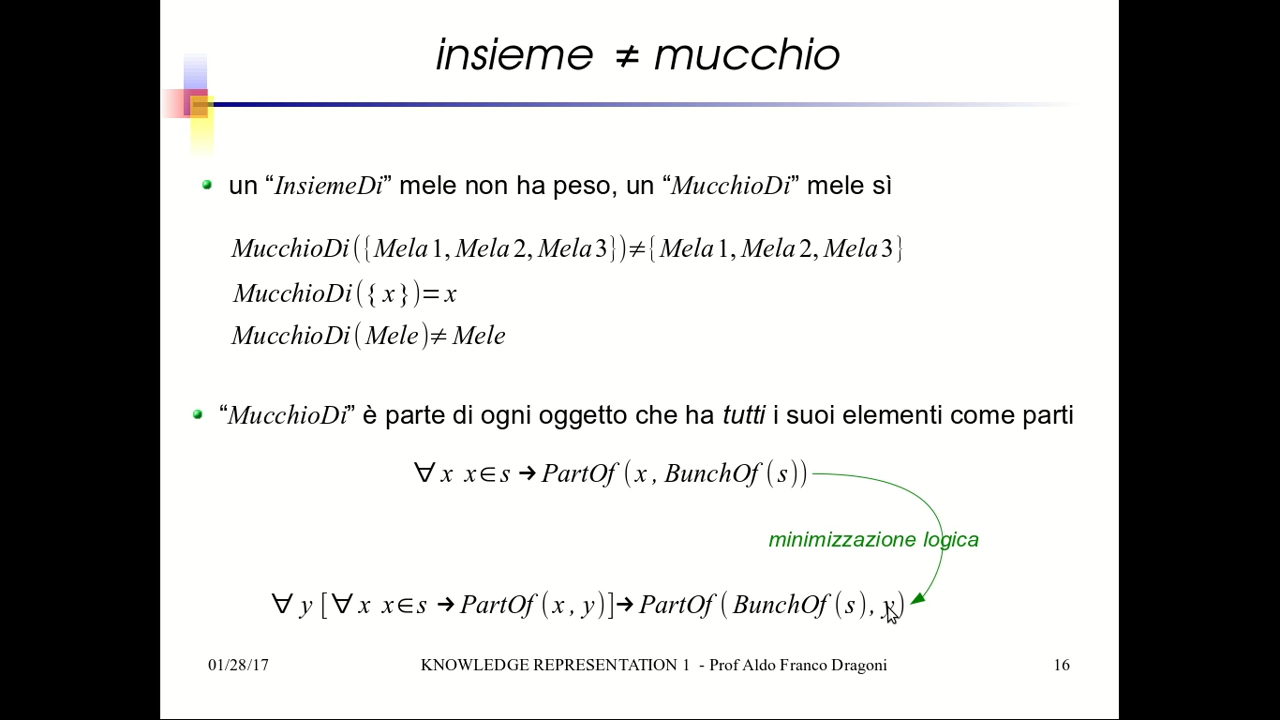 insieme ≠ mucchio
un “InsiemeDi” mele non ha peso, un “MucchioDi” mele sì
MucchioDi({Mela1, Mela2, Mela3})≠{Mela1, Mela2, Mela3}
MucchioDi({x})=x
MucchioDi(Mele)≠Mele
“MucchioDi” è parte di ogni oggetto che ha tutti i suoi elementi come parti
∀ x x∈s → PartOf(x, BunchOf(s))
minimizzazione logica
∀ y [∀ x x∈s → PartOf(x, y)]→ PartOf(BunchOf(s), y)
01/28/17 KNOWLEDGE REPRESENTATION 1 - Prof Aldo Franco Dragoni 16